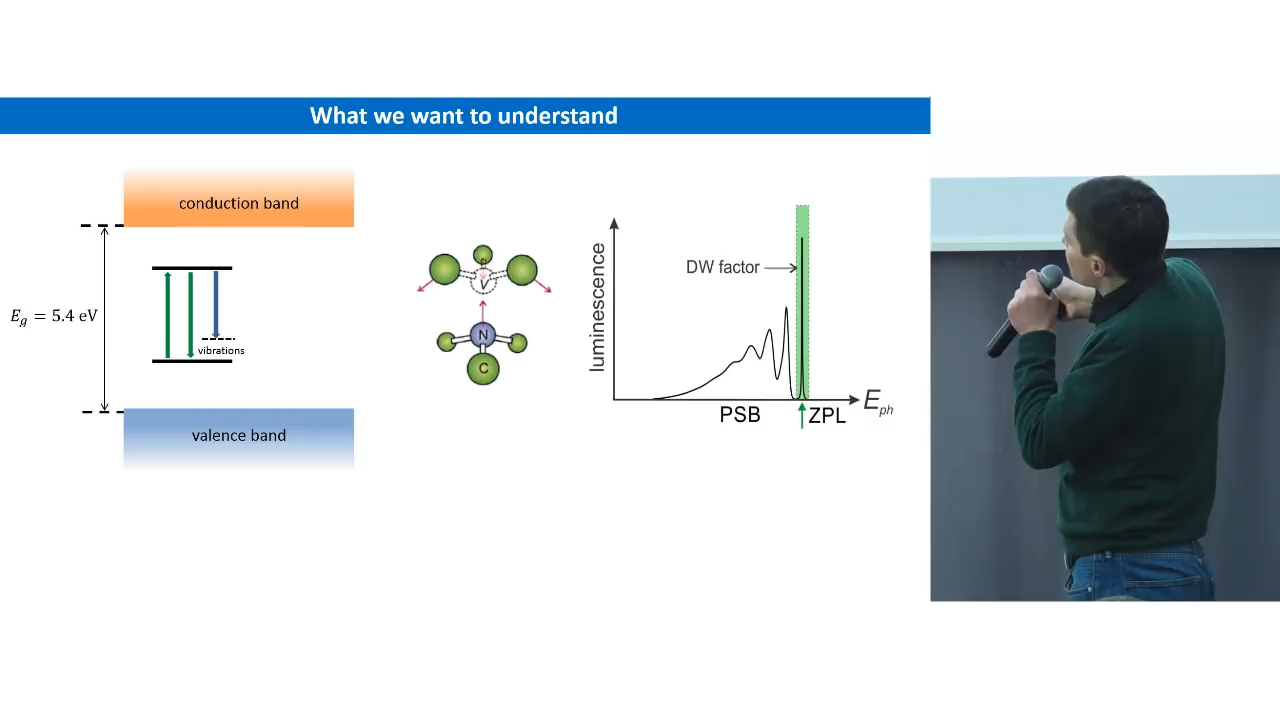 What we want to understand
conduction band
E_g = 5.4 eV
vibrations
valence band
V
N
C
luminescence
DW factor
PSB
ZPL
E_ph